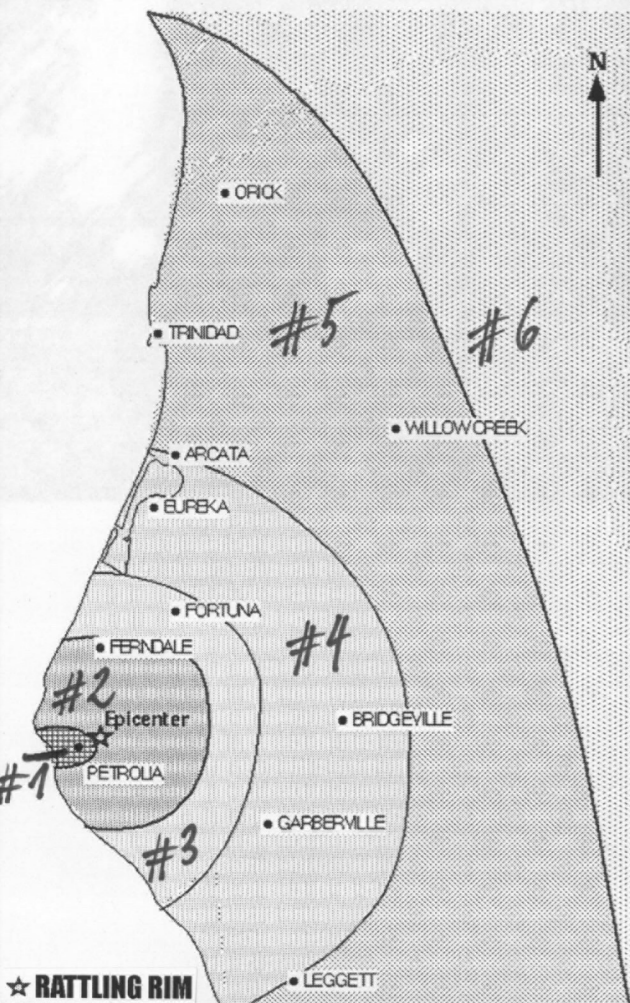 N
ORICK
#5
#6
TRINIDAD
WILLOW CREEK
ARCATA
EUREKA
FORTUNA
#4
FERNDALE
#2
Epicenter
BRIDGEVILLE
#1
PETROLIA
GARBERVILLE
#3
LEGGETT
RATTLING RIM